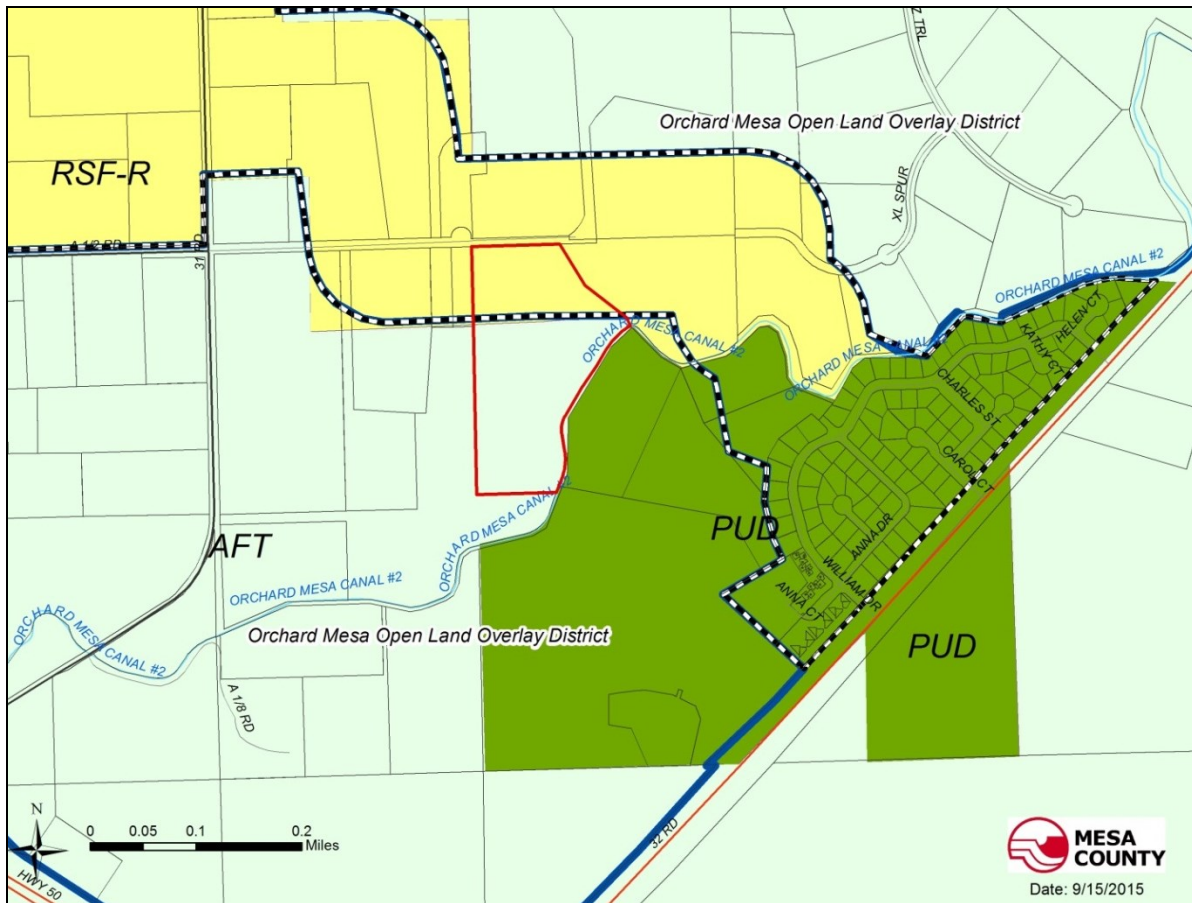 Z TRL
Orchard Mesa Open Land Overlay District
RSF-R
XL SPUR
A 1/2 RD
31 RD
ORCHARD MESA CANAL #2
HELEN CT
KATHY CT
ORCHARD MESA CANAL #2
ORCHARD MESA CANAL #2
CHARLES ST
CAROL CT
ORCHARD MESA CANAL #2
PUD
ANNA DR
AFT
WILLIAM DR
ANNA CT
ORCHARD MESA CANAL #2
ORCHARD MESA CANAL #2
Orchard Mesa Open Land Overlay District
PUD
A 1/8 RD
N
0 0.05 0.1 0.2
Miles
32 RD
HWY 50
MESA
COUNTY
Date: 9/15/2015